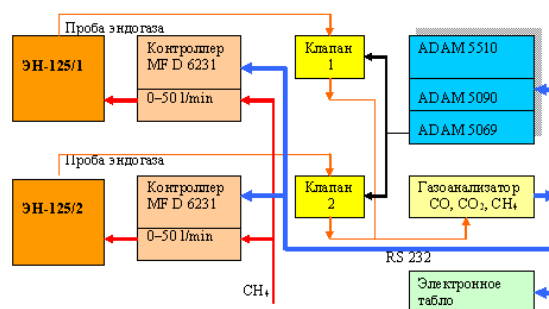 Проба эндогаза
ЭН-125/1
Контроллер
MF D 6231
0–50 l/min
Клапан
1
ADAM 5510
ADAM 5090
ADAM 5069
Проба эндогаза
ЭН-125/2
Контроллер
MF D 6231
0–50 l/min
Клапан
2
Газоанализатор
CO, CO₂, CH₄
RS 232
CH₄
Электронное
табло